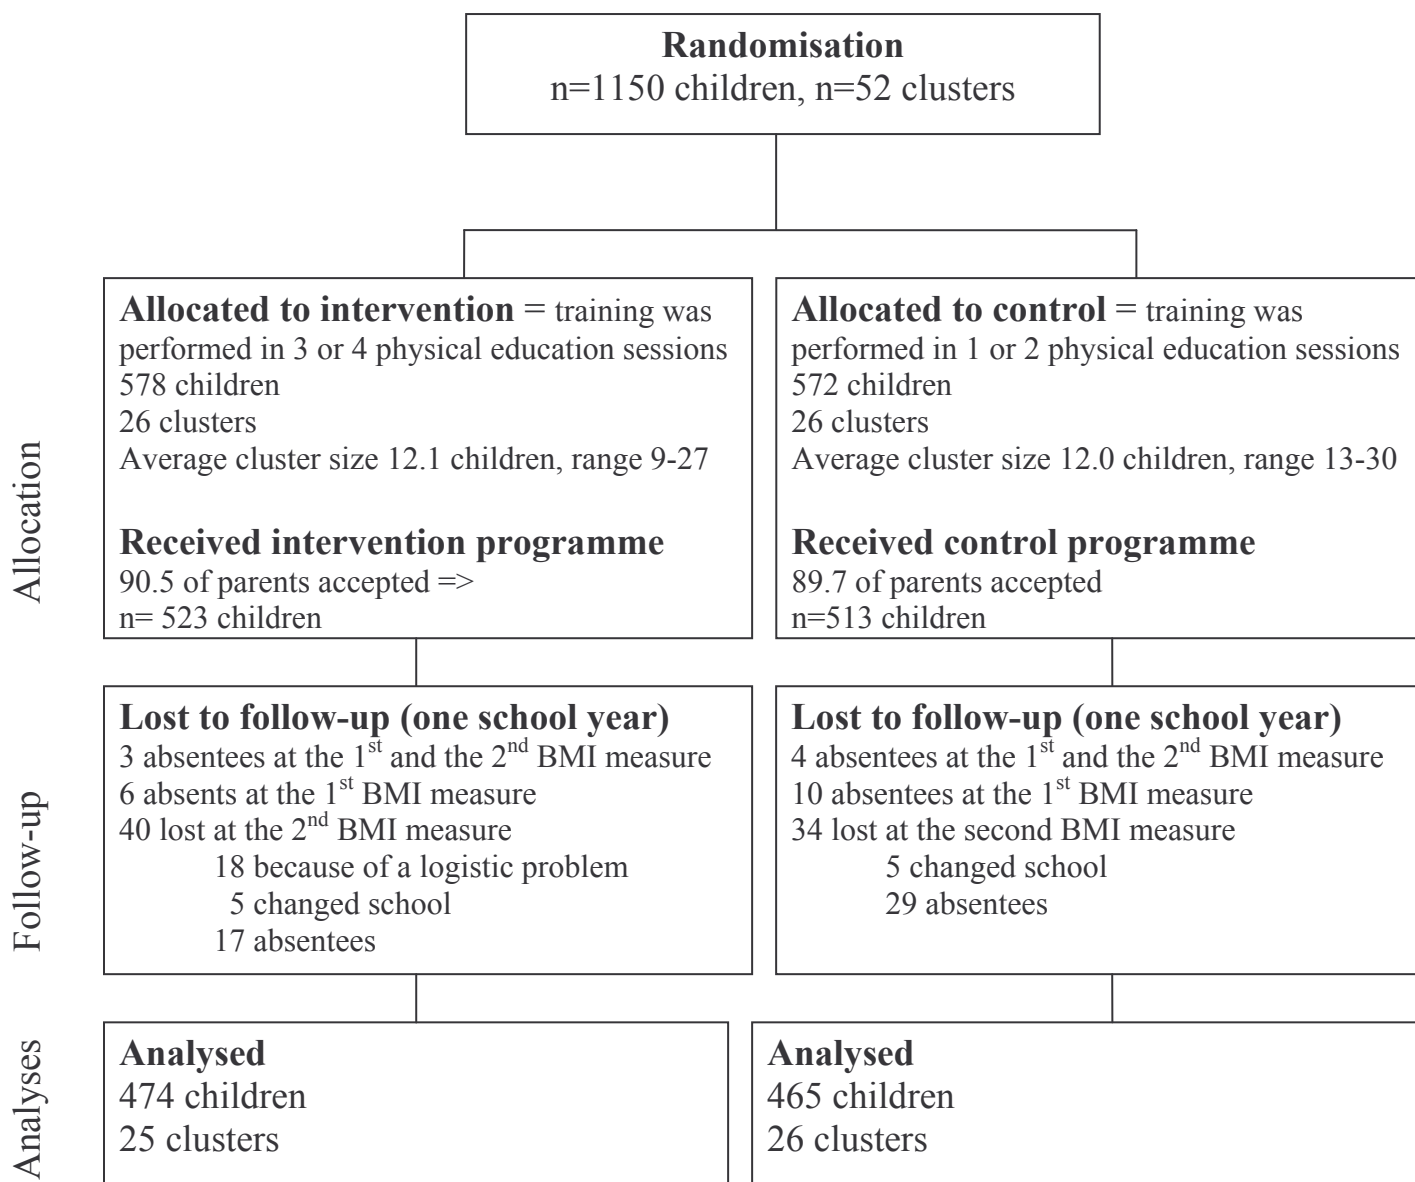 Randomisation
n=1150 children, n=52 clusters
Allocation
Allocated to intervention = training was
performed in 3 or 4 physical education sessions
578 children
26 clusters
Average cluster size 12.1 children, range 9-27
Received intervention programme
90.5 of parents accepted =>
n= 523 children
Allocated to control = training was
performed in 1 or 2 physical education sessions
572 children
26 clusters
Average cluster size 12.0 children, range 13-30
Received control programme
89.7 of parents accepted
n=513 children
Follow-up
Lost to follow-up (one school year)
3 absentees at the 1st and the 2nd BMI measure
6 absents at the 1st BMI measure
40 lost at the 2nd BMI measure
18 because of a logistic problem
5 changed school
17 absentees
Lost to follow-up (one school year)
4 absentees at the 1st and the 2nd BMI measure
10 absentees at the 1st BMI measure
34 lost at the second BMI measure
5 changed school
29 absentees
Analyses
Analysed
474 children
25 clusters
Analysed
465 children
26 clusters